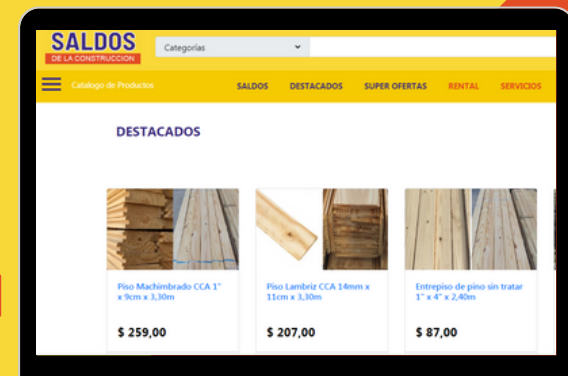 SALDOS
DE LA CONSTRUCCION
Categorías
Catalogo de Productos
SALDOS DESTACADOS SUPER OFERTAS RENTAL SERVICIOS
DESTACADOS
Piso Machimbrado CCA 1"
x 9cm x 3,30m
$ 259,00
Piso Lambriz CCA 14mm x
11cm x 3,30m
$ 207,00
Entrepiso de pino sin tratar
1" x 4" x 2,40m
$ 87,00